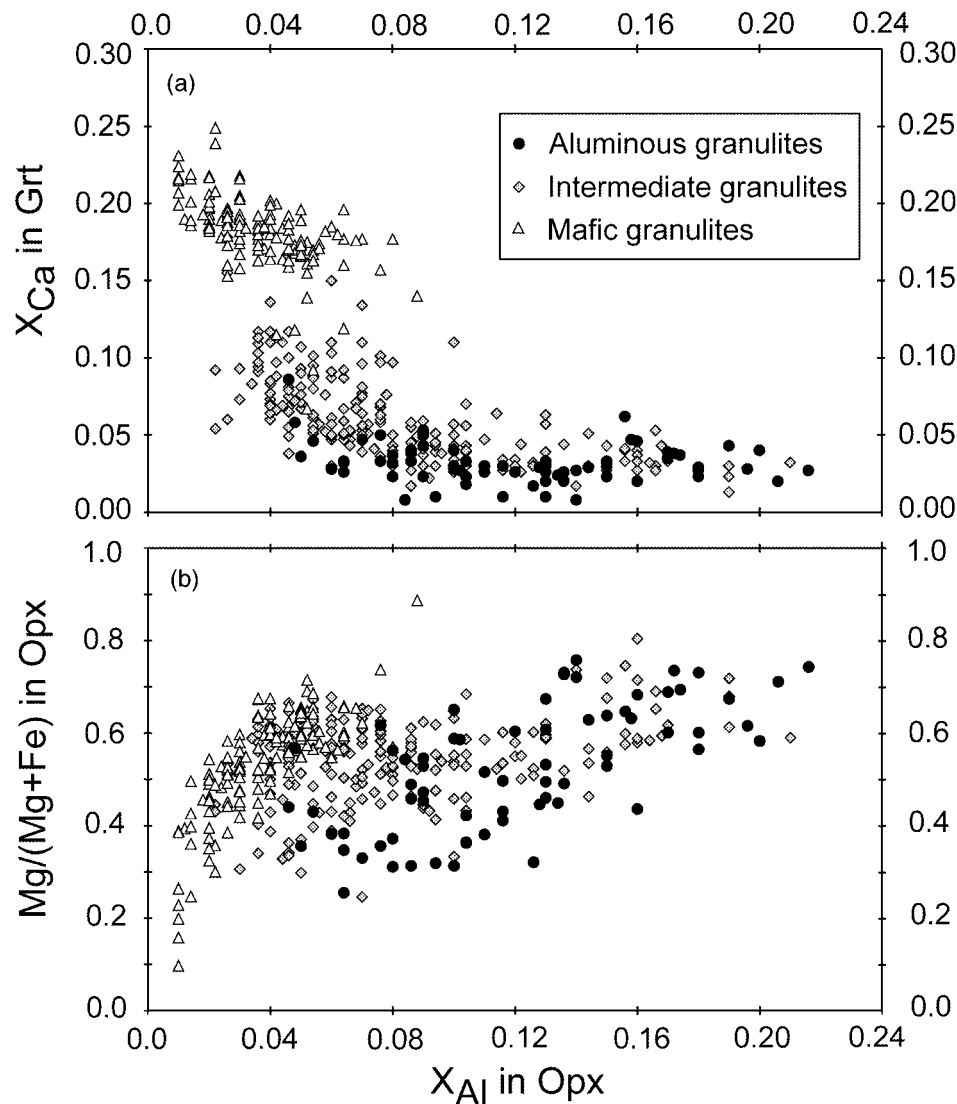 0.0 0.04 0.08 0.12 0.16 0.20 0.24
0.30 0.30
(a)
0.25 0.25
Aluminous granulites
Intermediate granulites
Mafic granulites
0.20 0.20
0.15 0.15
0.10 0.10
0.05 0.05
0.00 0.00
XCa in Grt
1.0 1.0
(b)
0.8 0.8
0.6 0.6
0.4 0.4
0.2 0.2
0.0 0.0
Mg/(Mg+Fe) in Opx
0.0 0.04 0.08 0.12 0.16 0.20 0.24
XAl in Opx